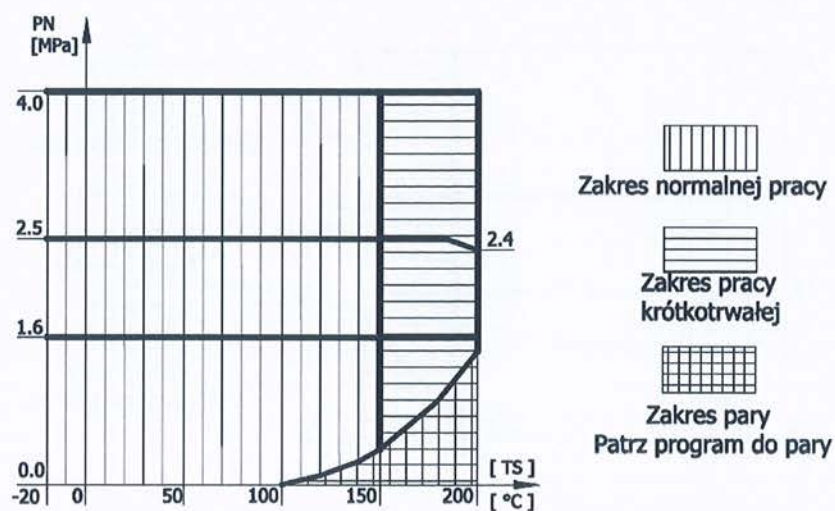 PN
[MPa]
4.0
2.5
2.4
1.6
0.0
-20 0 50 100 150 200
[ TS ]
[ °C]
Zakres normalnej pracy
Zakres pracy
krótkotrwałej
Zakres pary
Patrz program do pary